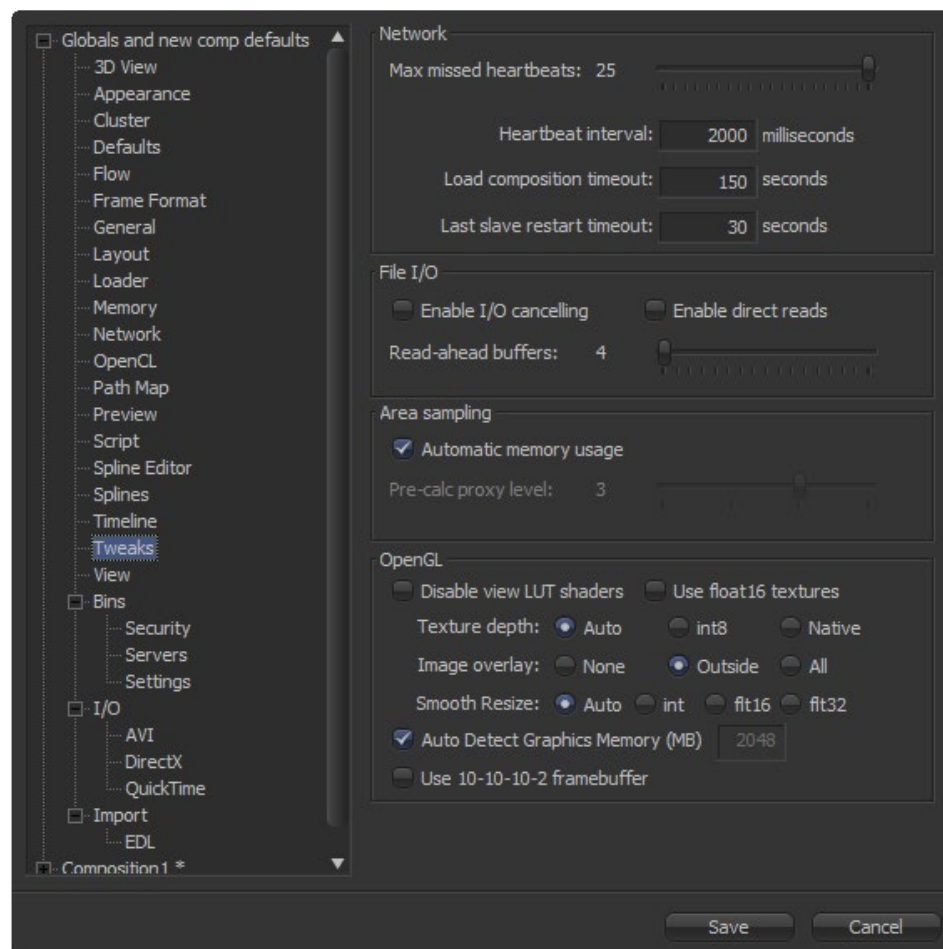 Globals and new comp defaults
3D View
Appearance
Cluster
Defaults
Flow
Frame Format
General
Layout
Loader
Memory
Network
OpenCL
Path Map
Preview
Script
Spline Editor
Splines
Timeline
Tweaks
View
Bins
Security
Servers
Settings
I/O
AVI
DirectX
QuickTime
Import
EDL
Composition1 *
Network
Max missed heartbeats: 25
Heartbeat interval: 2000 milliseconds
Load composition timeout: 150 seconds
Last slave restart timeout: 30 seconds
File I/O
Enable I/O cancelling Enable direct reads
Read-ahead buffers: 4
Area sampling
Automatic memory usage
Pre-calc proxy level: 3
OpenGL
Disable view LUT shaders Use float16 textures
Texture depth: Auto int8 Native
Image overlay: None Outside All
Smooth Resize: Auto int flt16 flt32
Auto Detect Graphics Memory (MB) 2048
Use 10-10-10-2 framebuffer
Save Cancel